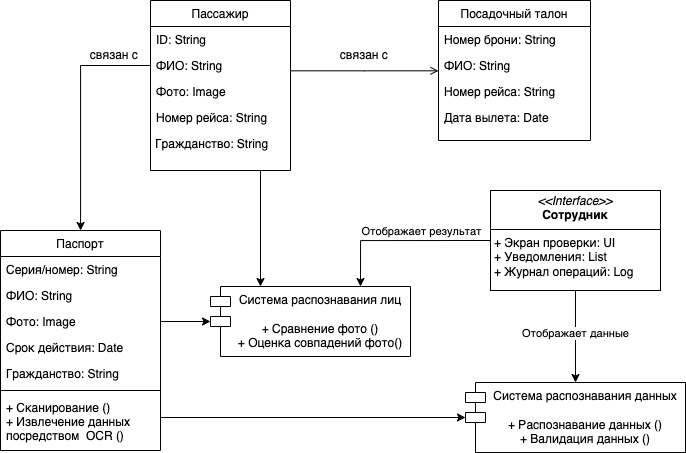 Пассажир
ID: String
ФИО: String
Фото: Image
Номер рейса: String
Гражданство: String
Посадочный талон
Номер брони: String
ФИО: String
Номер рейса: String
Дата вылета: Date
связан с
связан с
<<Interface>>
Сотрудник
+ Экран проверки: UI
+ Уведомления: List
+ Журнал операций: Log
Отображает результат
Паспорт
Серия/номер: String
ФИО: String
Фото: Image
Срок действия: Date
Гражданство: String
+ Сканирование ()
+ Извлечение данных
посредством OCR ()
Система распознавания лиц
+ Сравнение фото ()
+ Оценка совпадений фото()
Отображает данные
Система распознавания данных
+ Распознавание данных ()
+ Валидация данных ()